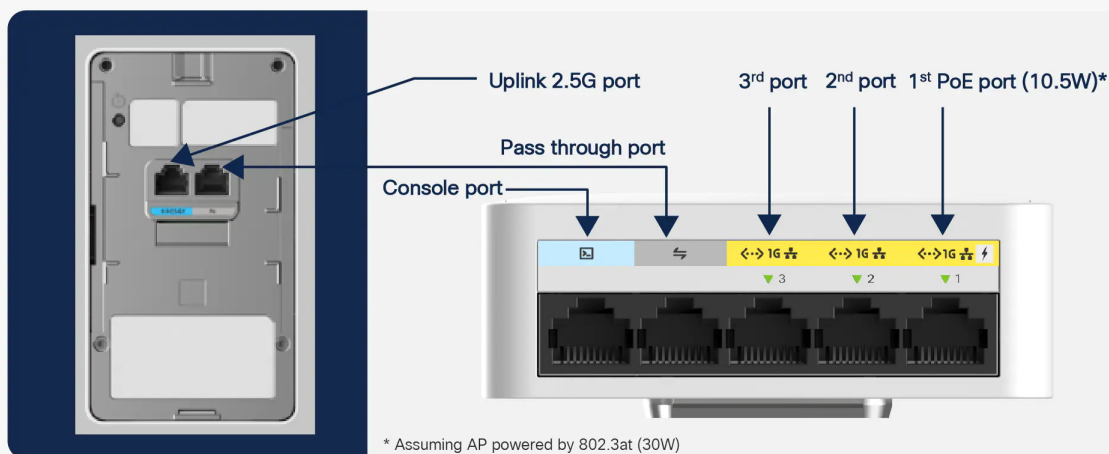 Uplink 2.5G port
3rd port 2nd port 1st PoE port (10.5W)*
Pass through port
Console port
1G 1G 1G
3 2 1
* Assuming AP powered by 802.3at (30W)